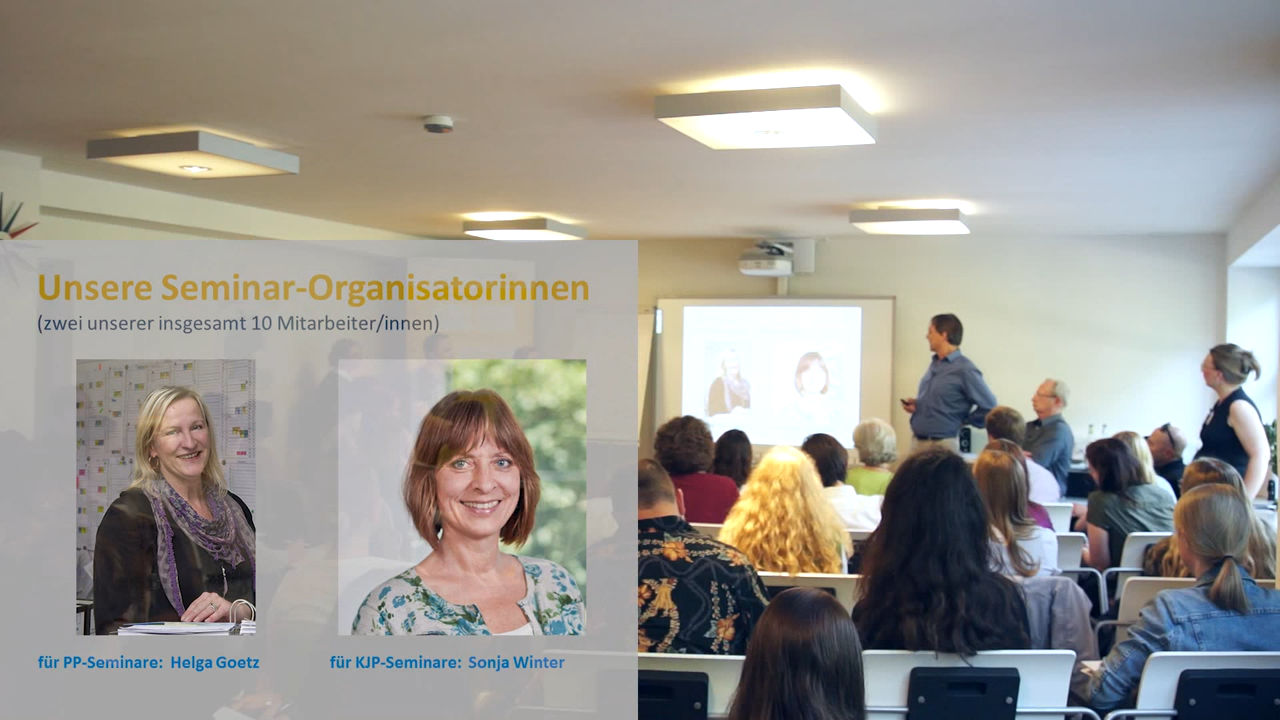 Unsere Seminar-Organisatorinnen
(zwei unserer insgesamt 10 Mitarbeiter/innen)
für PP-Seminare: Helga Goetz
für KJP-Seminare: Sonja Winter